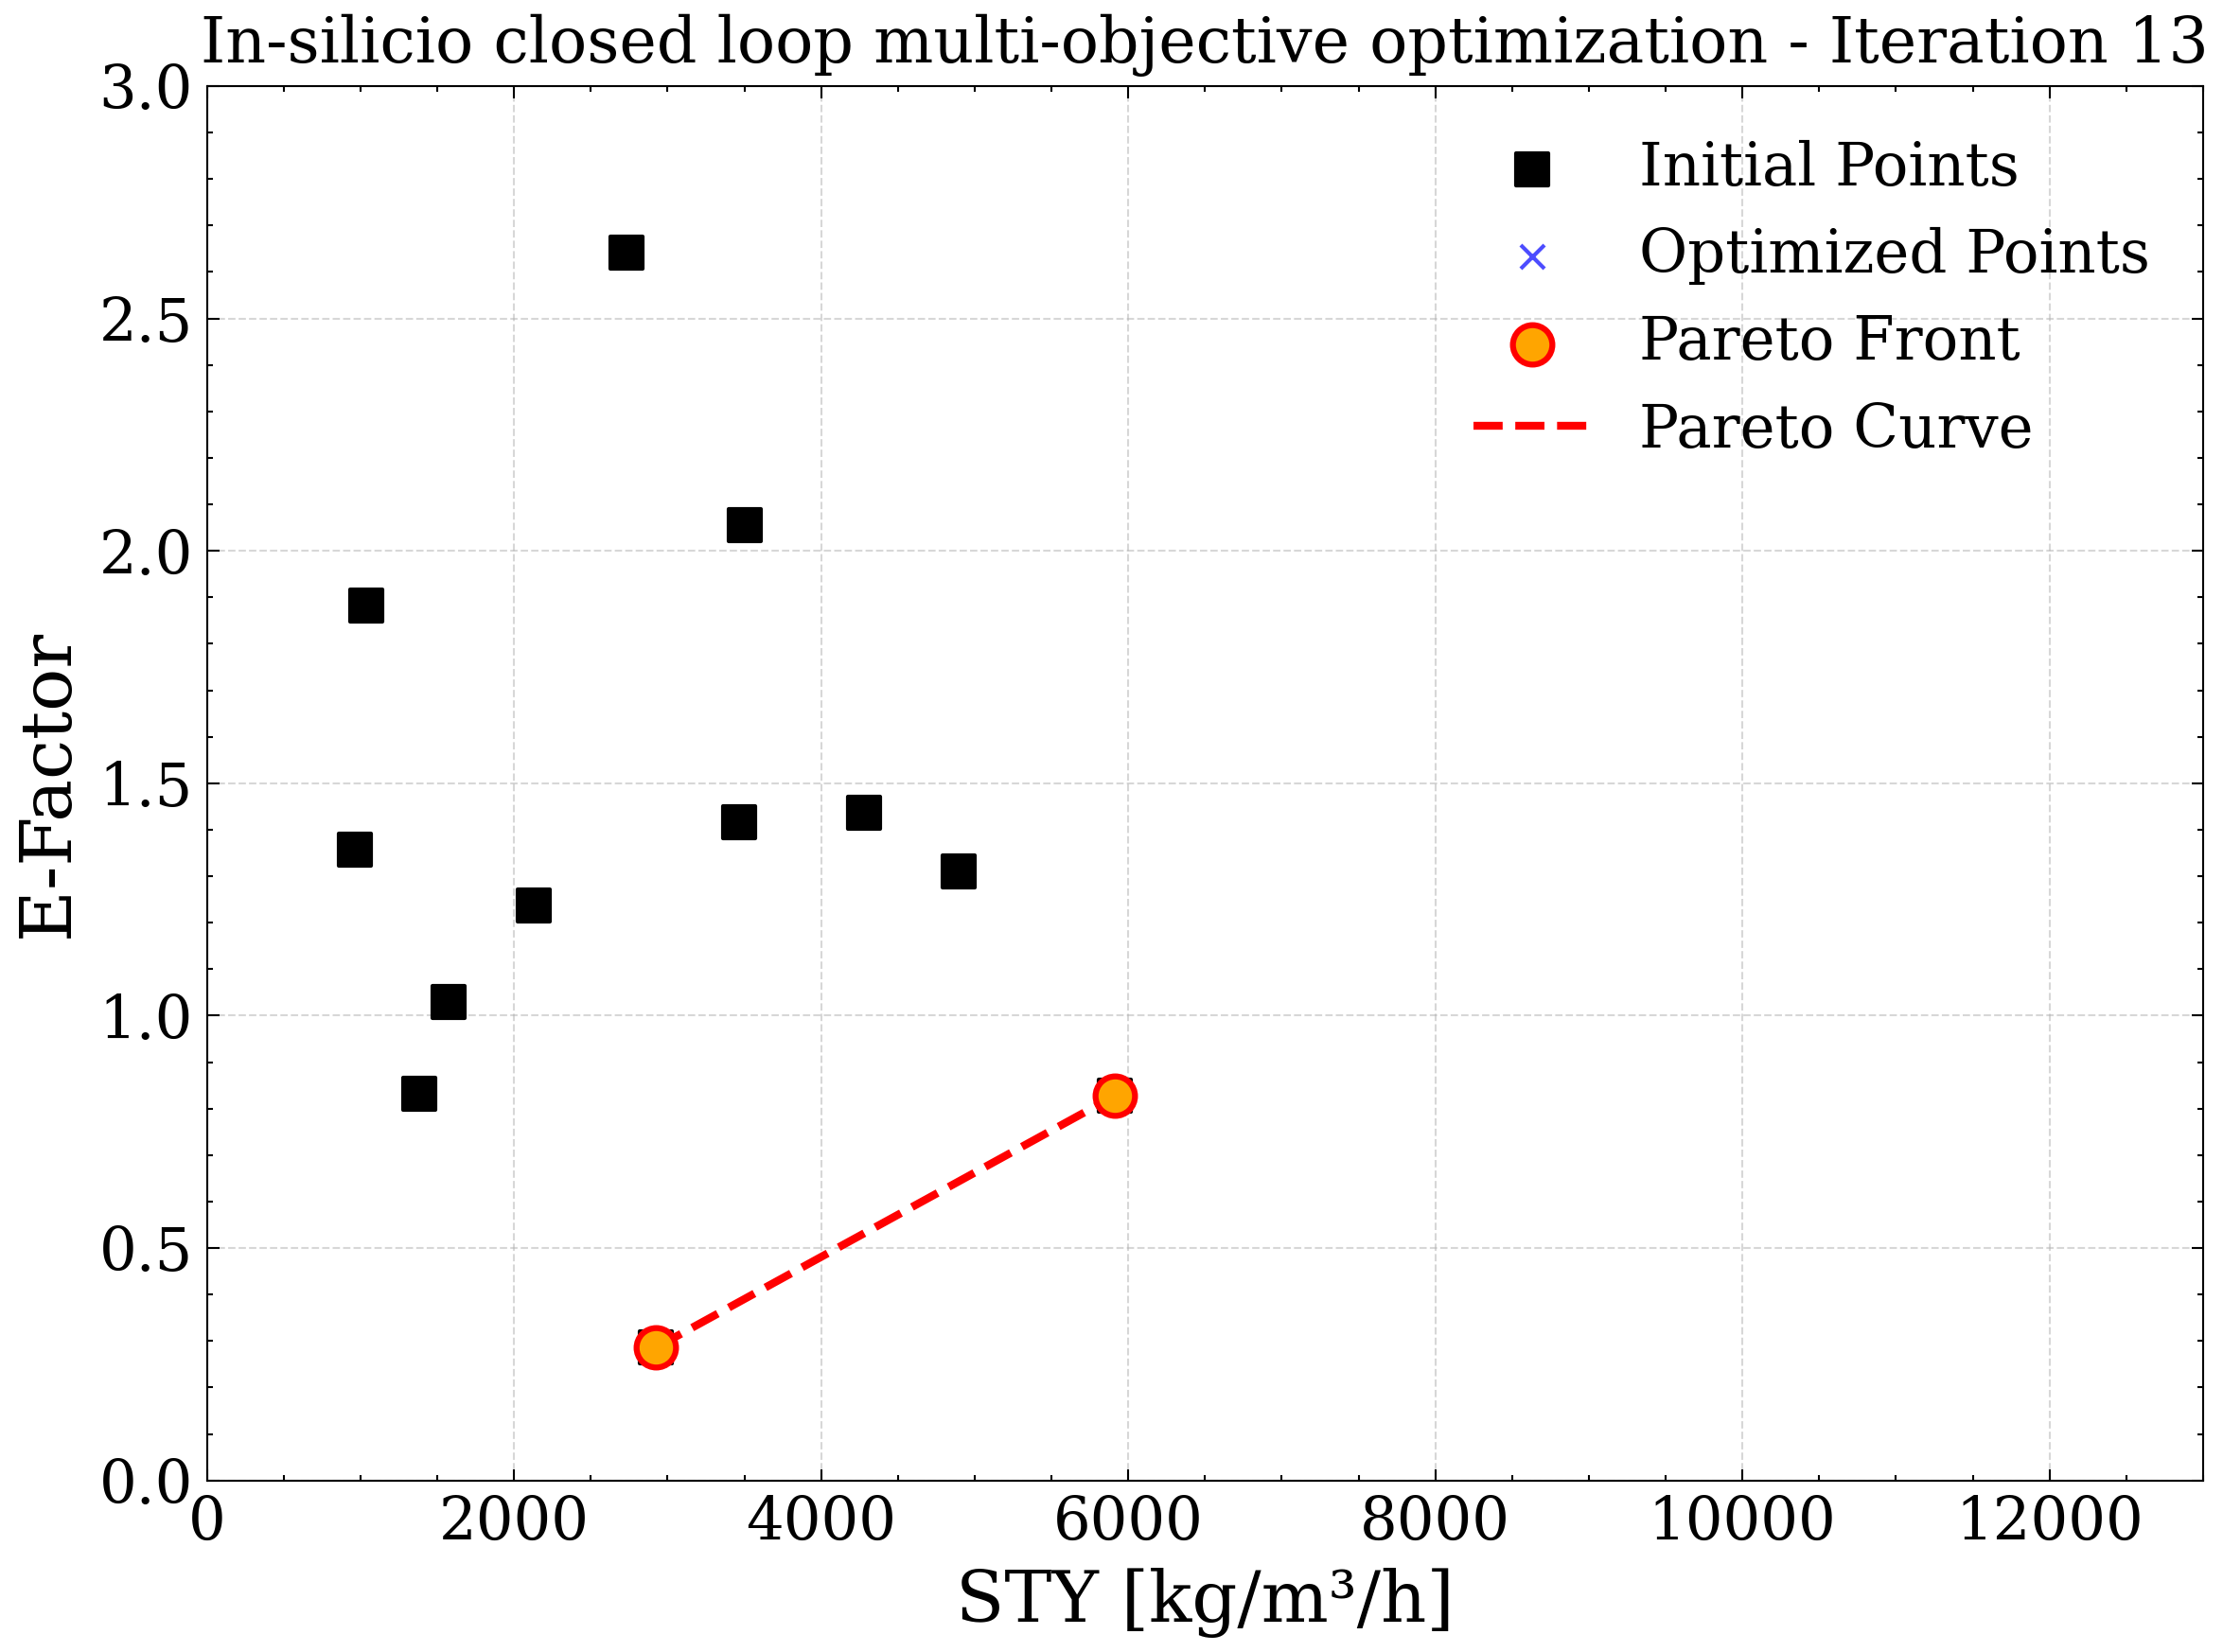 In-silicio closed loop multi-objective optimization - Iteration 13
3.0
2.5
2.0
1.5
1.0
0.5
0.0
E-Factor
Initial Points
Optimized Points
Pareto Front
Pareto Curve
0 2000 4000 6000 8000 10000 12000
STY [kg/m³/h]